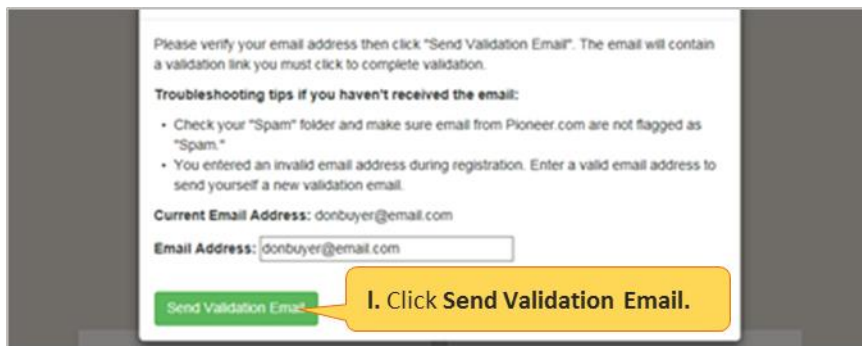 Please verify your email address then click "Send Validation Email". The email will contain
a validation link you must click to complete validation.
Troubleshooting tips if you haven't received the email:
• Check your "Spam" folder and make sure email from Pioneer.com are not flagged as
"Spam."
• You entered an invalid email address during registration. Enter a valid email address to
send yourself a new validation email.
Current Email Address: donbuyer@email.com
Email Address: donbuyer@email.com
Send Validation Email
l. Click Send Validation Email.